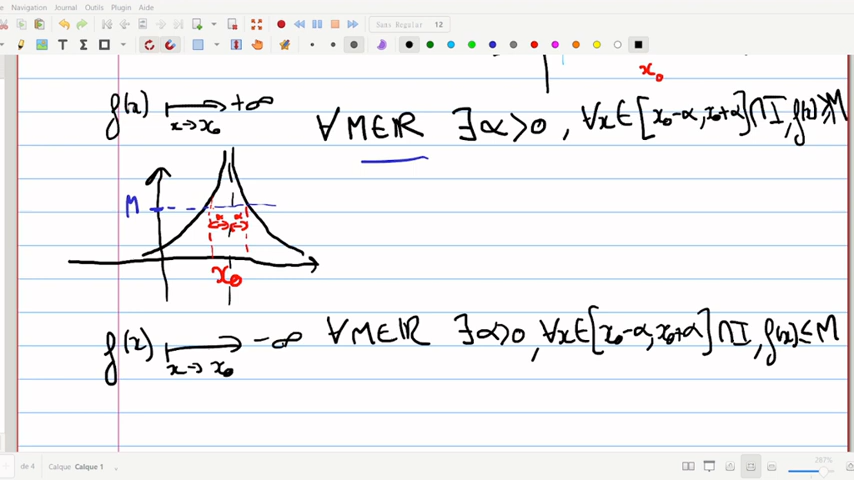 Navigation Journal Outils Plugin Aide
Sans Regular 12
T
x₀
f(x) ⟼ +∞
x→x₀
∀ M∈ℝ ∃α>0, ∀x∈[x₀-α, x₀+α]∩I, f(x)≥M
M
α α
x₀
f(x) ⟼ -∞
x→x₀
∀M∈ℝ ∃α>0, ∀x∈[x₀-α, x₀+α]∩I, f(x)≤M
de 4 Calque Calque 1
287%